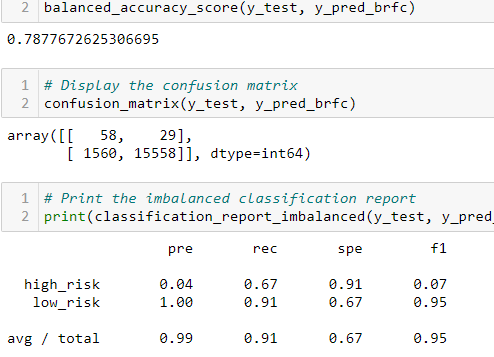 2 balanced_accuracy_score(y_test, y_pred_brfc)
0.7877672625306695
1 # Display the confusion matrix
2 confusion_matrix(y_test, y_pred_brfc)
array([[   58,    29],
       [ 1560, 15558]], dtype=int64)
1 # Print the imbalanced classification report
2 print(classification_report_imbalanced(y_test, y_pred_
pre rec spe f1
high_risk 0.04 0.67 0.91 0.07
low_risk 1.00 0.91 0.67 0.95
avg / total 0.99 0.91 0.67 0.95